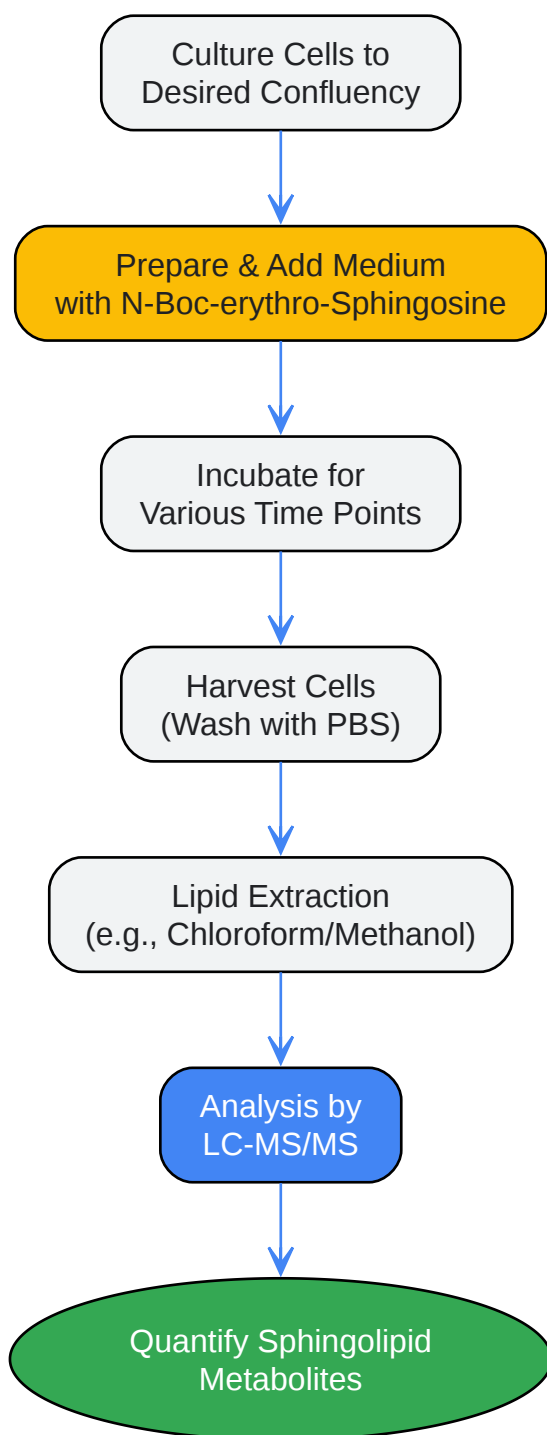 Culture Cells to
Desired Confluency
Prepare & Add Medium
with N-Boc-erythro-Sphingosine
Incubate for
Various Time Points
Harvest Cells
(Wash with PBS)
Lipid Extraction
(e.g., Chloroform/Methanol)
Analysis by
LC-MS/MS
Quantify Sphingolipid
Metabolites